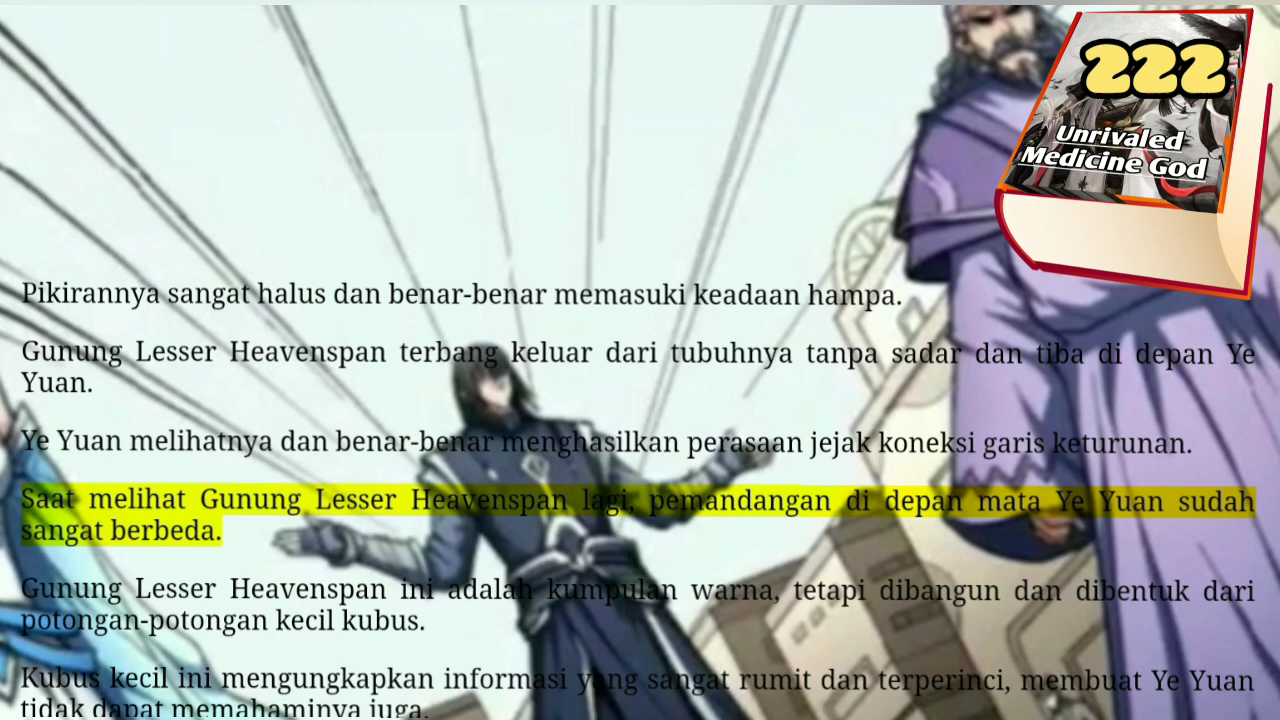 222
Unrivaled
Medicine God
Pikirannya sangat halus dan benar-benar memasuki keadaan hampa.
Gunung Lesser Heavenspan terbang keluar dari tubuhnya tanpa sadar dan tiba di depan Ye
Yuan.
Ye Yuan melihatnya dan benar-benar menghasilkan perasaan jejak koneksi garis keturunan.
Saat melihat Gunung Lesser Heavenspan lagi, pemandangan di depan mata Ye Yuan sudah
sangat berbeda.
Gunung Lesser Heavenspan ini adalah kumpulan warna, tetapi dibangun dan dibentuk dari
potongan-potongan kecil kubus.
Kubus kecil ini mengungkapkan informasi yang sangat rumit dan terperinci, membuat Ye Yuan
tidak dapat memahaminya juga.